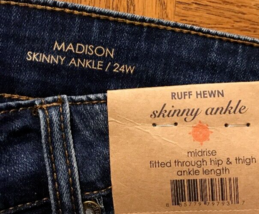 MADISON
SKINNY ANKLE / 24W
RUFF HEWN
skinny ankle
midrise
fitted through hip & thigh
ankle length